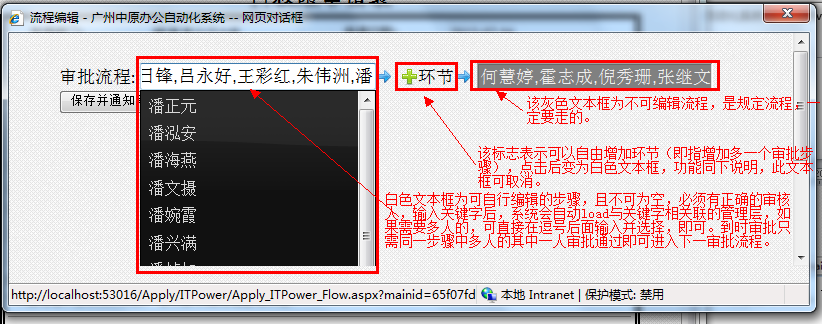 流程编辑 - 广州中原办公自动化系统 -- 网页对话框
审批流程: 日锋,吕永好,王彩红,朱伟洲,潘 环节 何慧婷,霍志成,倪秀珊,张继文
保存并通知
潘正元
潘泓安
潘海燕
潘文摄
潘婉霞
潘兴满
该灰色文本框为不可编辑流程，是规定流程一
定要走的。
该标志表示可以自由增加环节（即指增加多一个审批步
骤），点击后变为白色文本框，功能同下说明，此文本
框可取消。
白色文本框为可自行编辑的步骤，且不可为空，必须有正确的审核
人，输入关键字后，系统会自动load与关键字相关联的管理层，如
果需要多人的，可直接在逗号后面输入并选择，即可。到时审批只
需同一步骤中多人的其中一人审批通过即可进入下一审批流程。
http://localhost:53016/Apply/ITPower/Apply_ITPower_Flow.aspx?mainid=65f07fd 本地 Intranet | 保护模式: 禁用